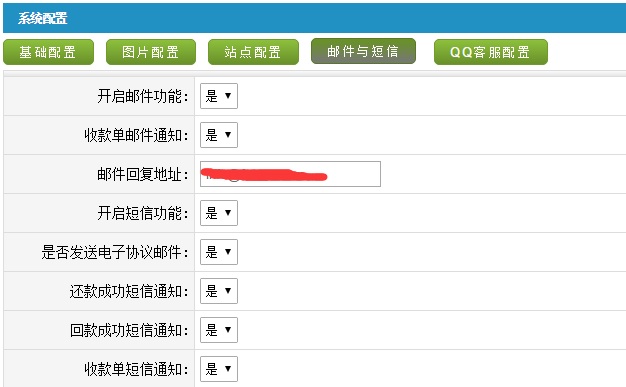 系统配置
基础配置 图片配置 站点配置 邮件与短信 QQ客服配置
开启邮件功能： 是
收款单邮件通知： 是
邮件回复地址：
开启短信功能： 是
是否发送电子协议邮件： 是
还款成功短信通知： 是
回款成功短信通知： 是
收款单短信通知： 是